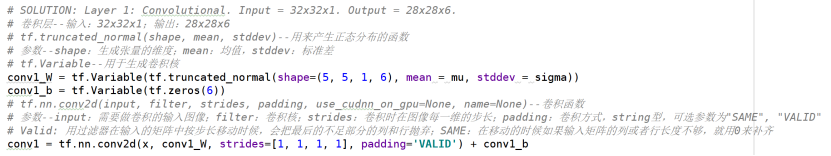 # SOLUTION: Layer 1: Convolutional. Input = 32x32x1. Output = 28x28x6.
# 卷积层--输入：32x32x1；输出：28x28x6
# tf.truncated_normal(shape, mean, stddev)--用来产生正态分布的函数
# 参数--shape：生成张量的维度；mean：均值，stddev：标准差
# tf.Variable--用于生成卷积核
conv1_W = tf.Variable(tf.truncated_normal(shape=(5, 5, 1, 6), mean = mu, stddev = sigma))
conv1_b = tf.Variable(tf.zeros(6))
# tf.nn.conv2d(input, filter, strides, padding, use_cudnn_on_gpu=None, name=None)--卷积函数
# 参数--input：需要做卷积的输入图像；filter：卷积核；strides：卷积时在图像每一维的步长；padding：卷积方式，string型，可选参数为"SAME", "VALID"
# Valid: 用过滤器在输入的矩阵中按步长移动时，会把最后的不足部分的列和行抛弃；SAME：在移动的时候如果输入矩阵的列或者行长度不够，就用0来补齐
conv1 = tf.nn.conv2d(x, conv1_W, strides=[1, 1, 1, 1], padding='VALID') + conv1_b